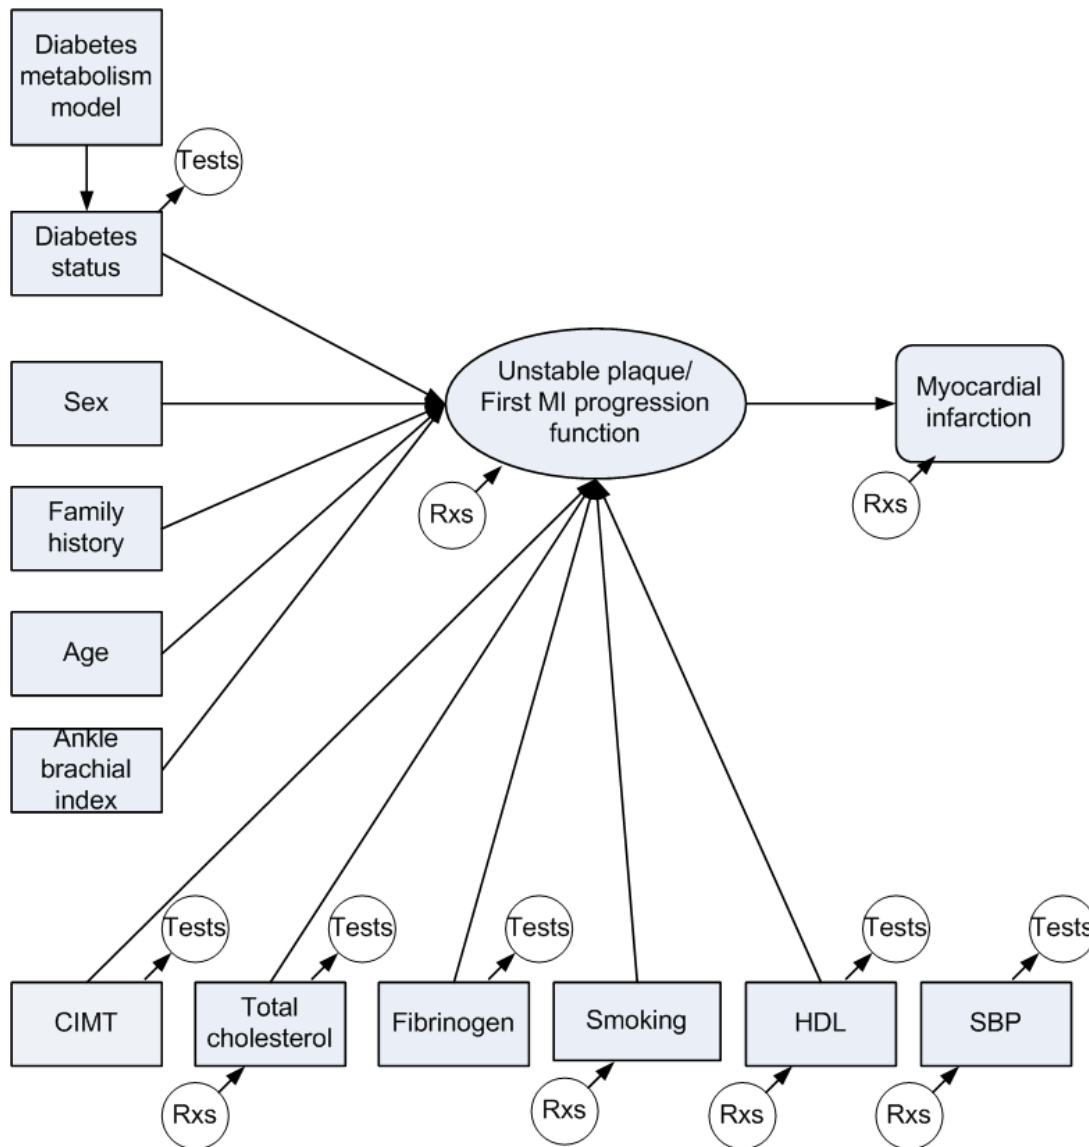 Diabetes
metabolism
model
Tests
Diabetes
status
Sex
Family
history
Age
Ankle
brachial
index
Unstable plaque/
First MI progression
function
Rxs
Myocardial
infarction
Rxs
Tests
Tests
Tests
Tests
Tests
CIMT
Total
cholesterol
Fibrinogen
Smoking
HDL
SBP
Rxs
Rxs
Rxs
Rxs